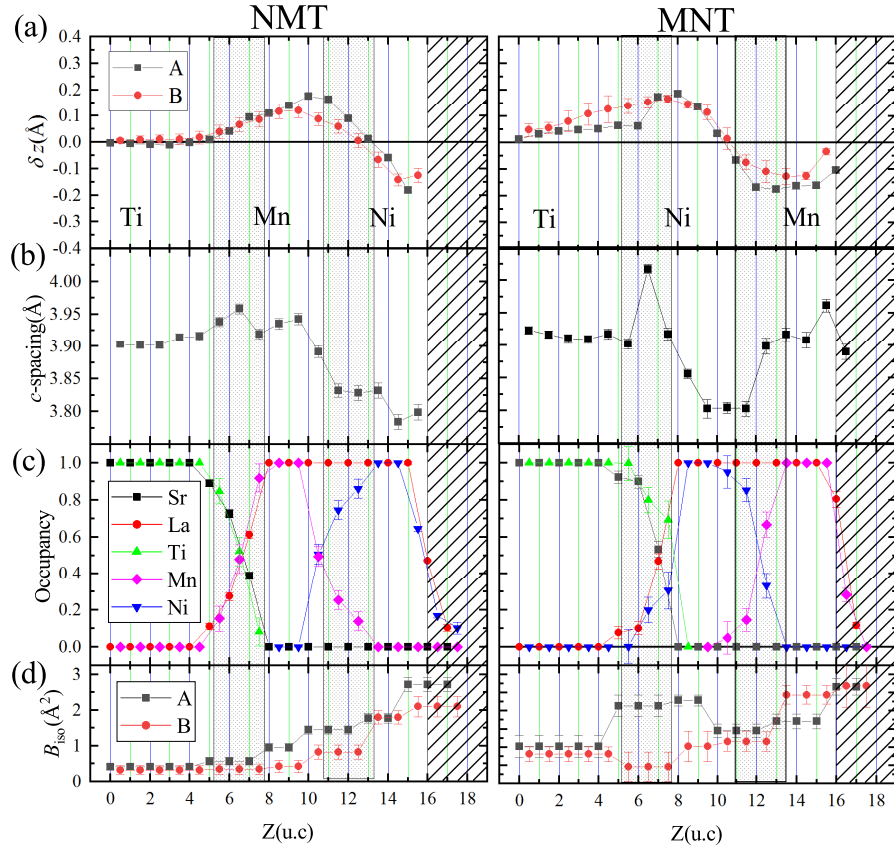 NMT
MNT
(a)
0.4
0.3
0.2
0.1
0.0
-0.1
-0.2
-0.3
-0.4
δ z(Å)
A
B
Ti
Mn
Ni
Ti
Ni
Mn
(b)
4.00
3.95
3.90
3.85
3.80
c-spacing(Å)
(c)
1.0
0.8
0.6
0.4
0.2
0.0
Occupancy
Sr
La
Ti
Mn
Ni
(d)
3
2
1
0
Biso(Å²)
A
B
0 2 4 6 8 10 12 14 16 18
0 2 4 6 8 10 12 14 16 18
Z(u.c)
Z(u.c)